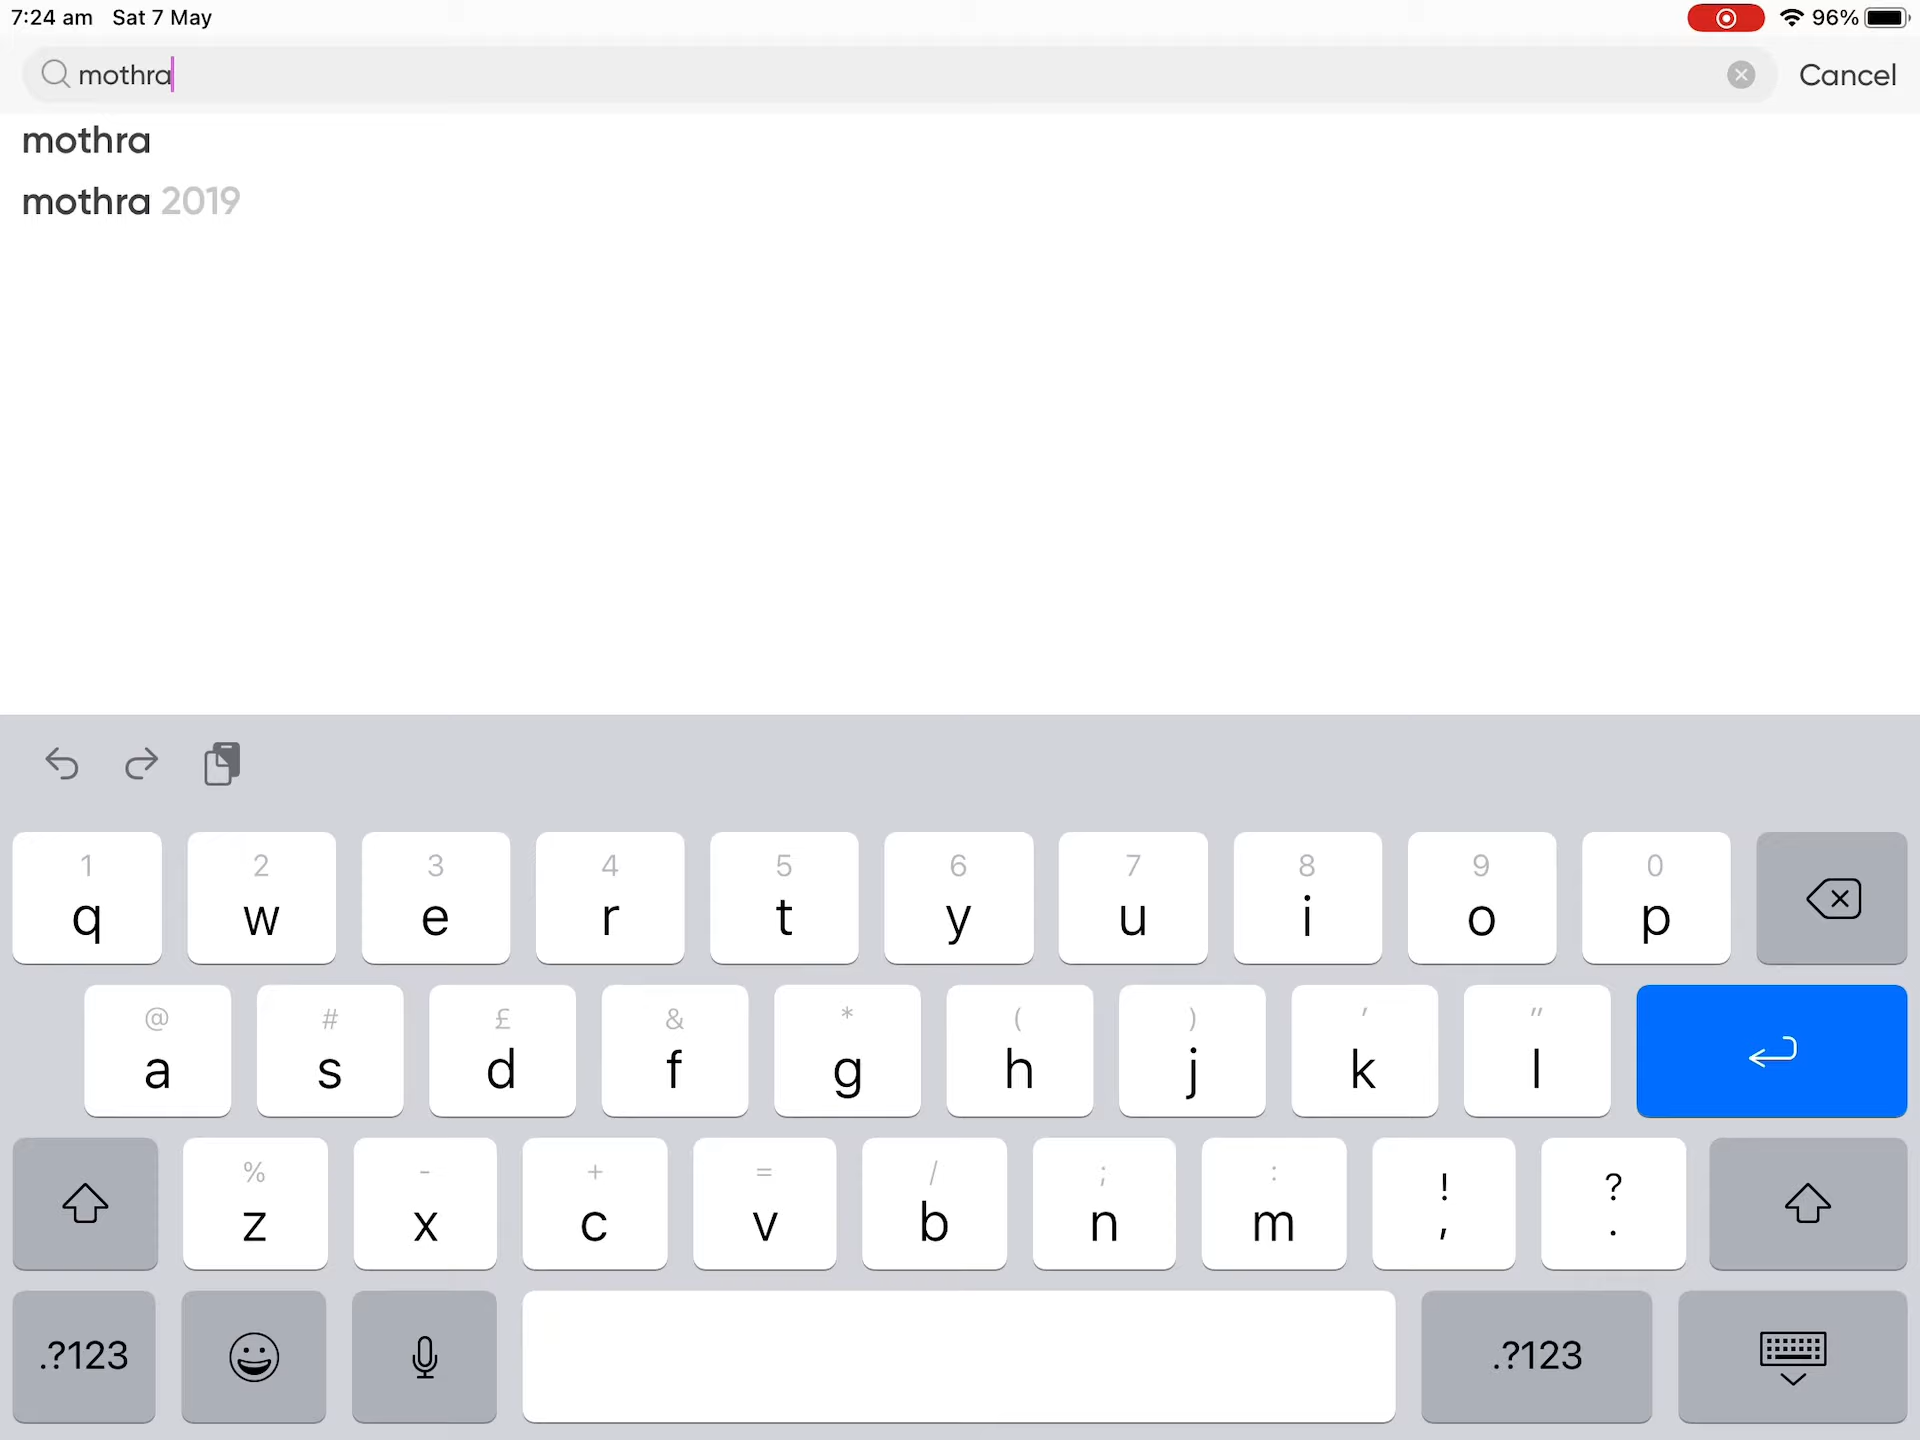 7:24 am Sat 7 May 96%
mothra Cancel
mothra
mothra 2019
1 2 3 4 5 6 7 8 9 0
q w e r t y u i o p
@ # £ & * ( ) ' "
a s d f g h j k l
% - + = / ; : ! ?
z x c v b n m , .
.?123 .?123